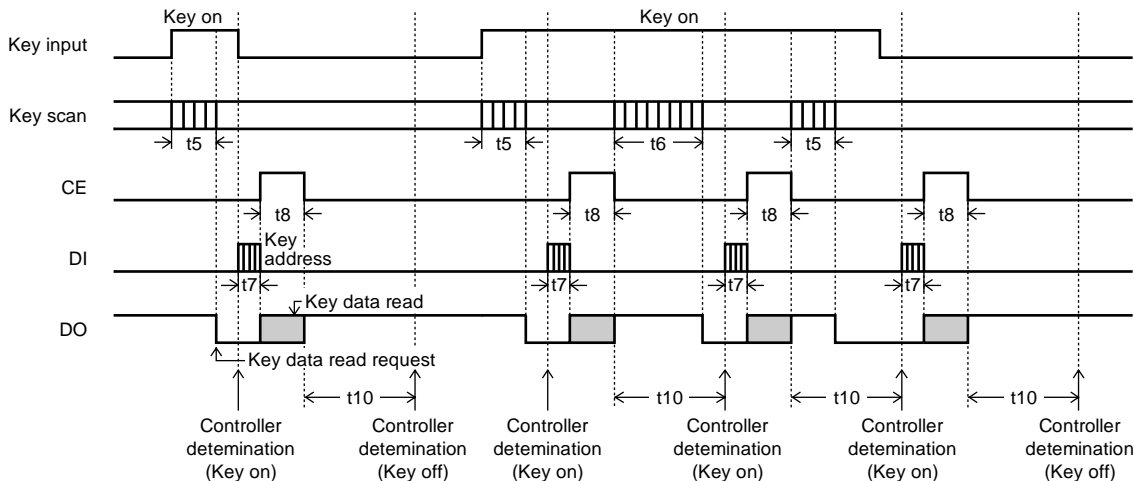 Key on
Key on
Key input
Key scan
t5
t5
t6
t5
CE
t8
t8
t8
t8
DI
Key
address
t7
t7
t7
t7
Key data read
DO
Key data read request
t10
t10
t10
t10
Controller
detemination
(Key on)
Controller
detemination
(Key off)
Controller
detemination
(Key on)
Controller
detemination
(Key on)
Controller
detemination
(Key on)
Controller
detemination
(Key off)